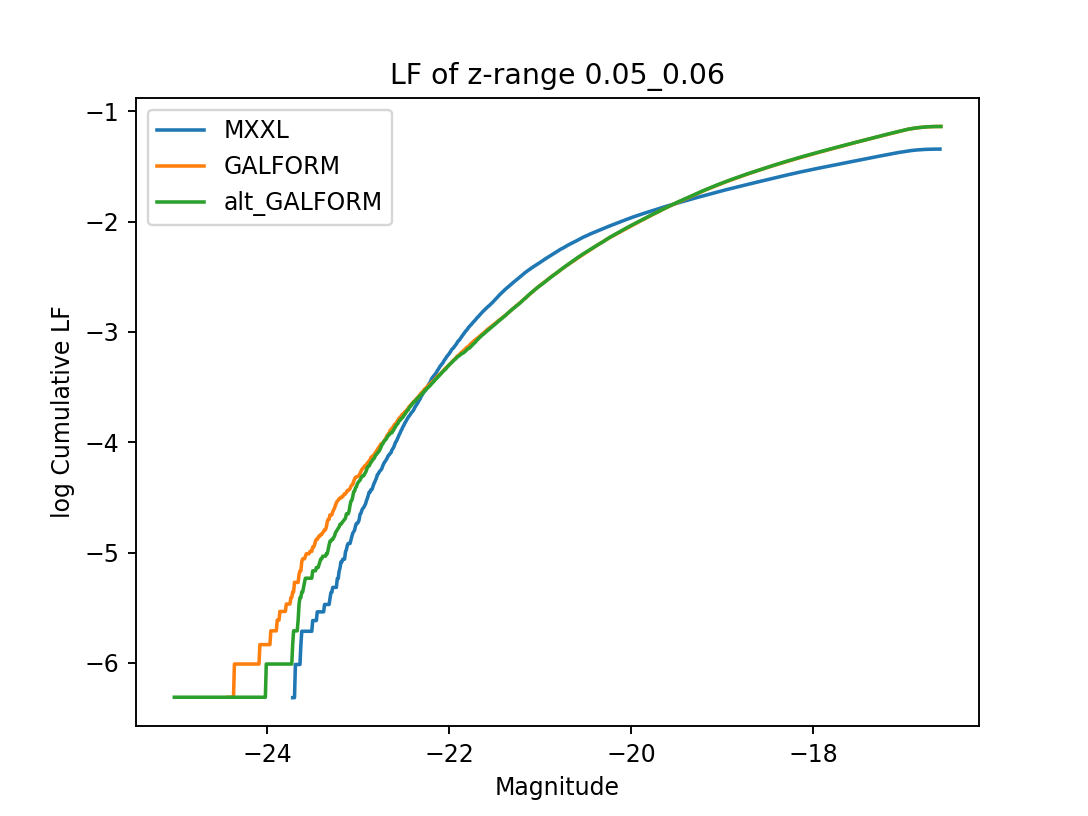 LF of z-range 0.05_0.06
MXXL
GALFORM
alt_GALFORM
log Cumulative LF
−1
−2
−3
−4
−5
−6
−24
−22
−20
−18
Magnitude